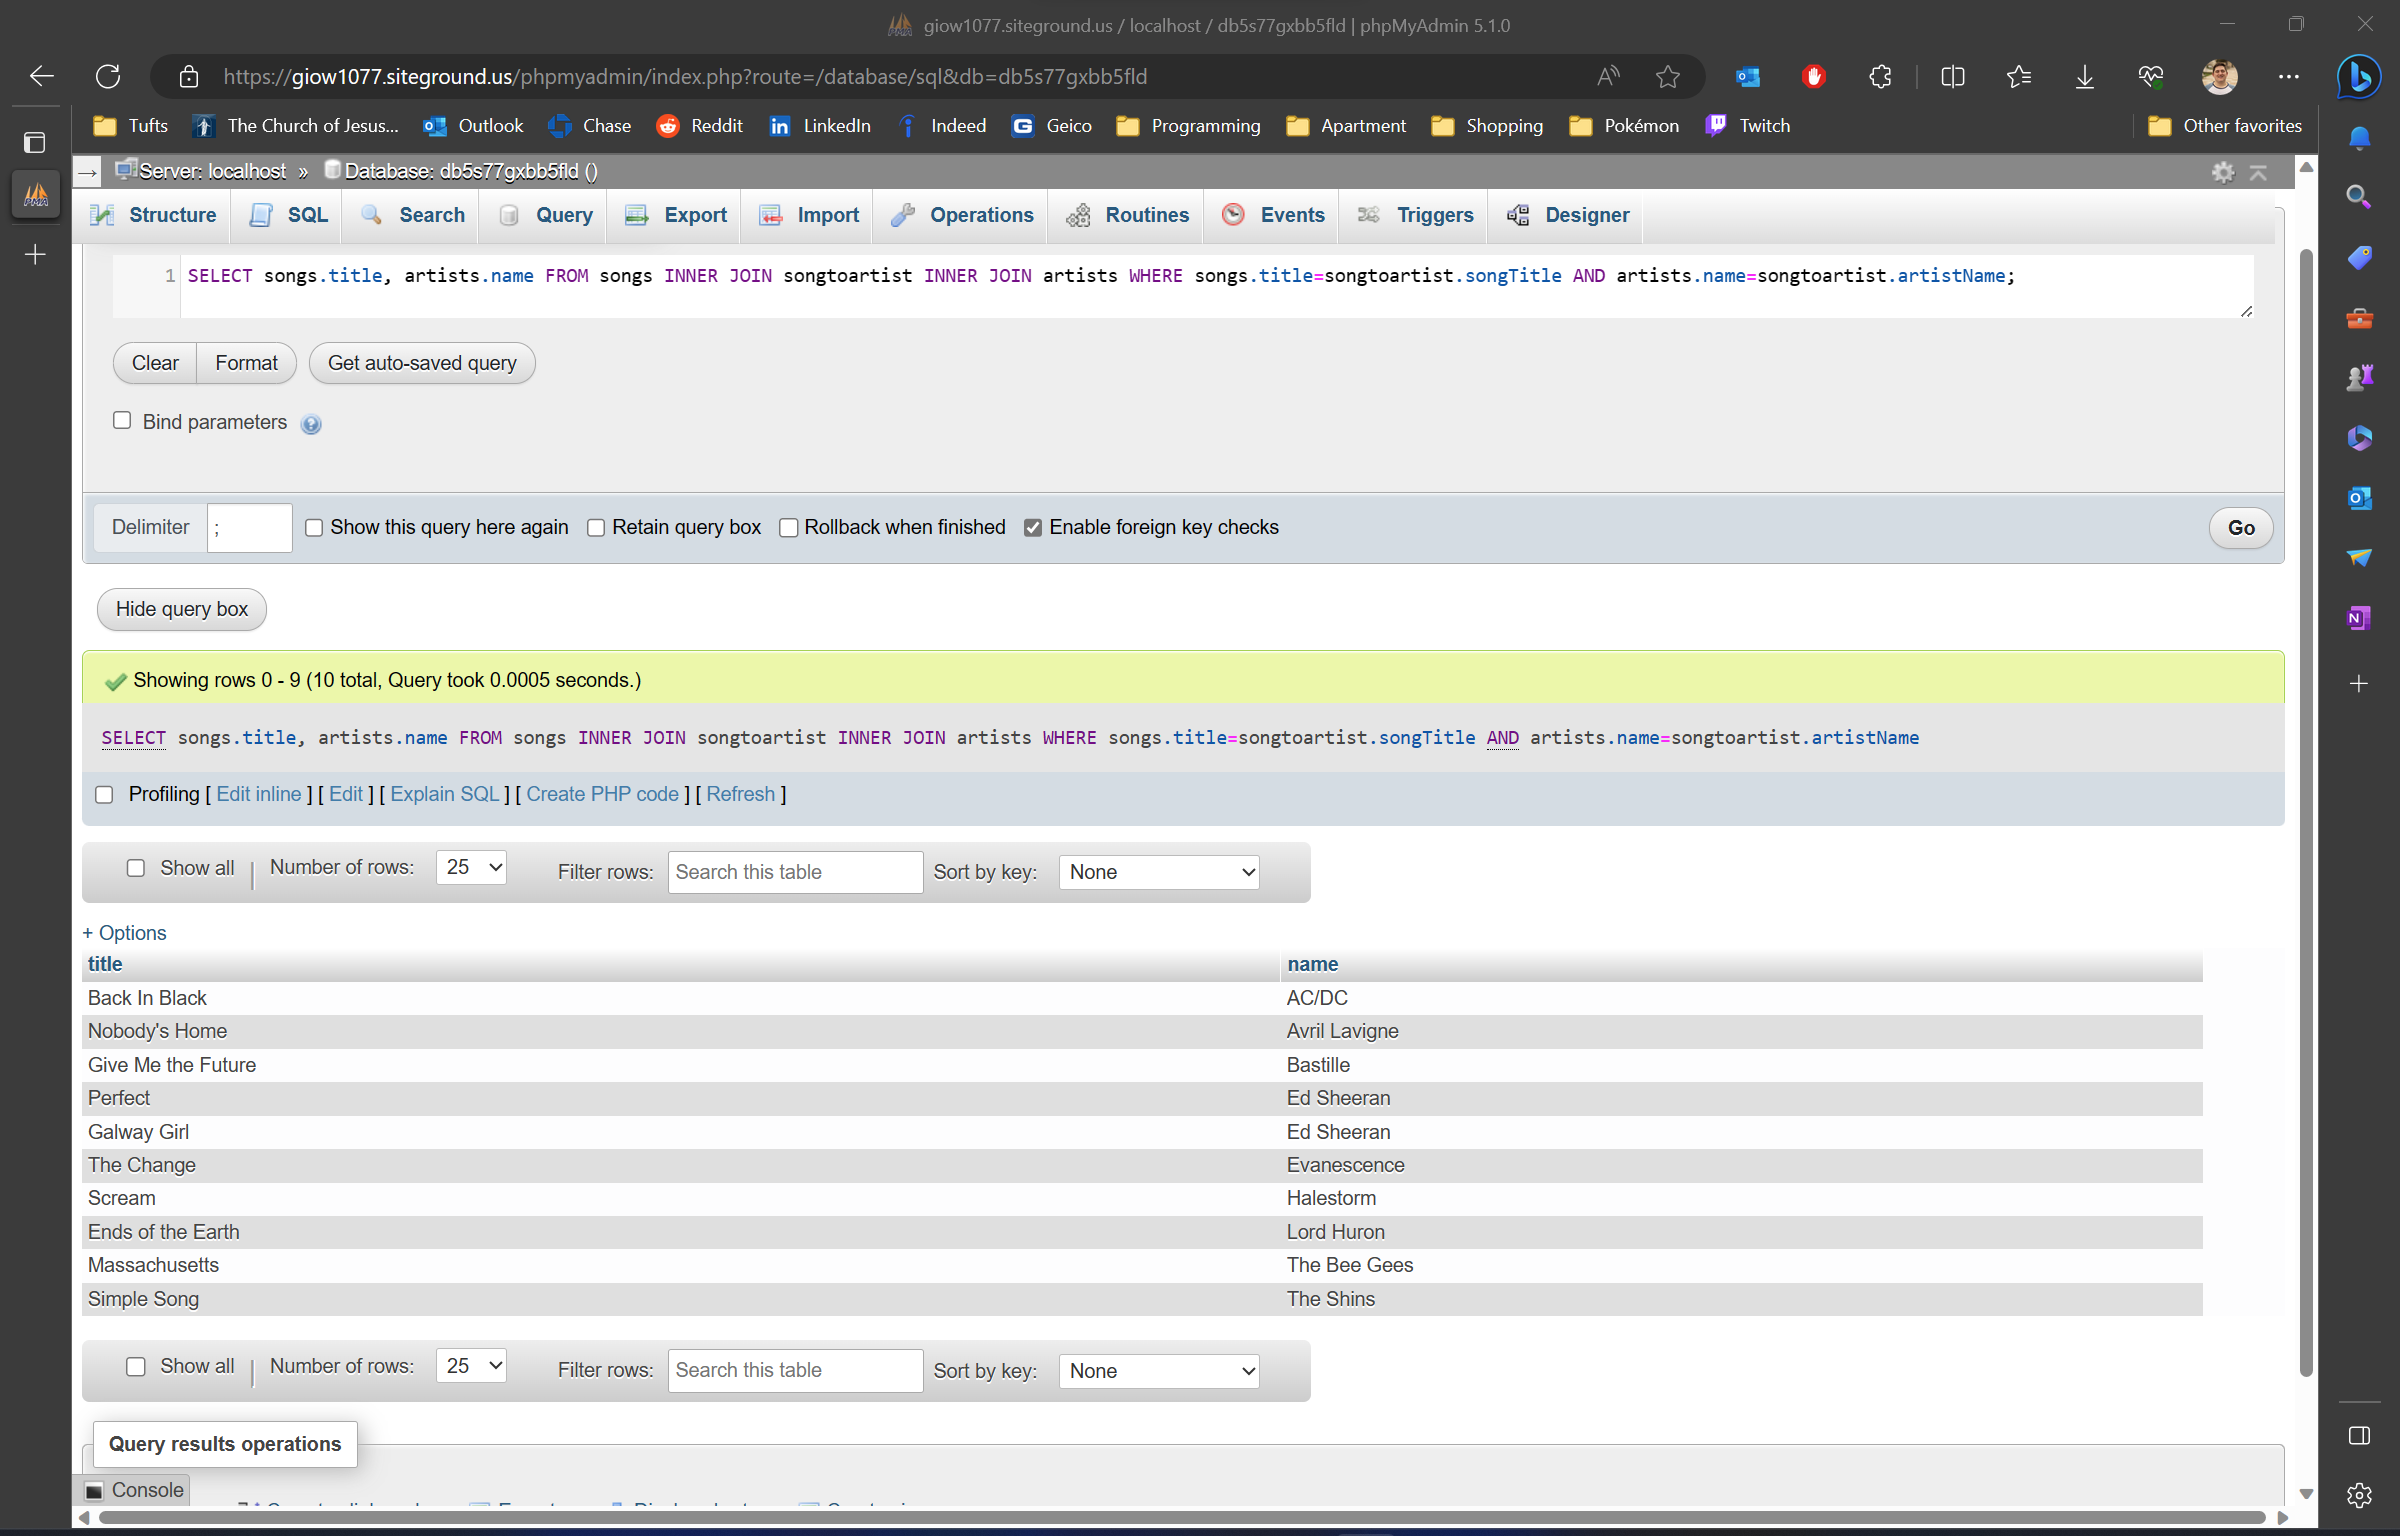 giow1077.siteground.us / localhost / db5s77gxbb5fld | phpMyAdmin 5.1.0
https://giow1077.siteground.us/phpmyadmin/index.php?route=/database/sql&db=db5s77gxbb5fld
Tufts The Church of Jesus... Outlook Chase Reddit LinkedIn Indeed Geico Programming Apartment Shopping Pokémon Twitch Other favorites
Server: localhost » Database: db5s77gxbb5fld ()
Structure SQL Search Query Export Import Operations Routines Events Triggers Designer
1 SELECT songs.title, artists.name FROM songs INNER JOIN songtoartist INNER JOIN artists WHERE songs.title=songtoartist.songTitle AND artists.name=songtoartist.artistName;
Clear Format Get auto-saved query
Bind parameters
Delimiter ; Show this query here again Retain query box Rollback when finished Enable foreign key checks Go
Hide query box
Showing rows 0 - 9 (10 total, Query took 0.0005 seconds.)
SELECT songs.title, artists.name FROM songs INNER JOIN songtoartist INNER JOIN artists WHERE songs.title=songtoartist.songTitle AND artists.name=songtoartist.artistName
Profiling [ Edit inline ] [ Edit ] [ Explain SQL ] [ Create PHP code ] [ Refresh ]
Show all | Number of rows: 25 Filter rows: Search this table Sort by key: None
+ Options
title name
Back In Black AC/DC
Nobody's Home Avril Lavigne
Give Me the Future Bastille
Perfect Ed Sheeran
Galway Girl Ed Sheeran
The Change Evanescence
Scream Halestorm
Ends of the Earth Lord Huron
Massachusetts The Bee Gees
Simple Song The Shins
Show all | Number of rows: 25 Filter rows: Search this table Sort by key: None
Query results operations
Console